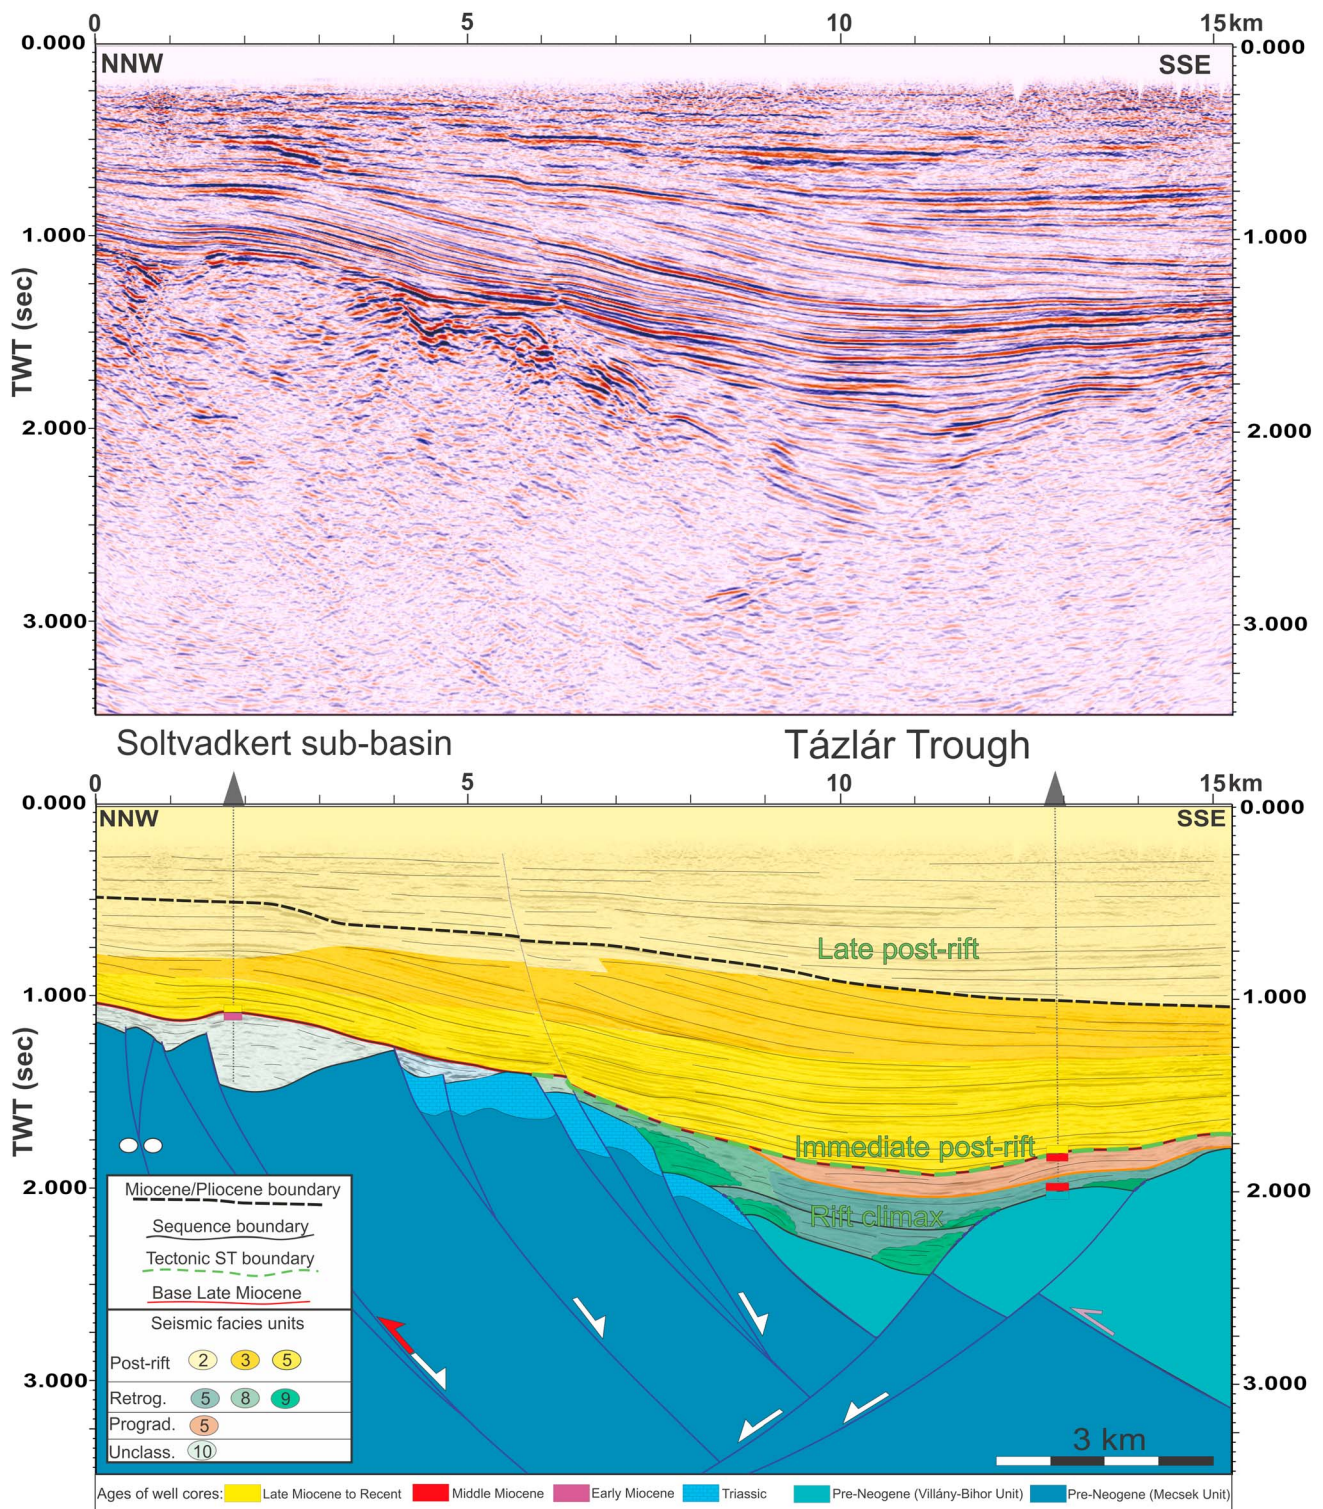 0 5 10 15km
0.000 0.000
NNW SSE
1.000 1.000
TWT (sec)
2.000 2.000
3.000 3.000
Soltvadkert sub-basin Tázlár Trough
0 5 10 15km
0.000 0.000
NNW SSE
Late post-rift
1.000 1.000
TWT (sec)
Immediate post-rift
2.000 2.000
Rift climax
Miocene/Pliocene boundary
Sequence boundary
Tectonic ST boundary
Base Late Miocene
Seismic facies units
Post-rift 2 3 5
3.000 3.000
Retrog. 5 8 9
Prograd. 5
Unclass. 10
3 km
Ages of well cores: Late Miocene to Recent Middle Miocene Early Miocene Triassic Pre-Neogene (Villány-Bihor Unit) Pre-Neogene (Mecsek Unit)